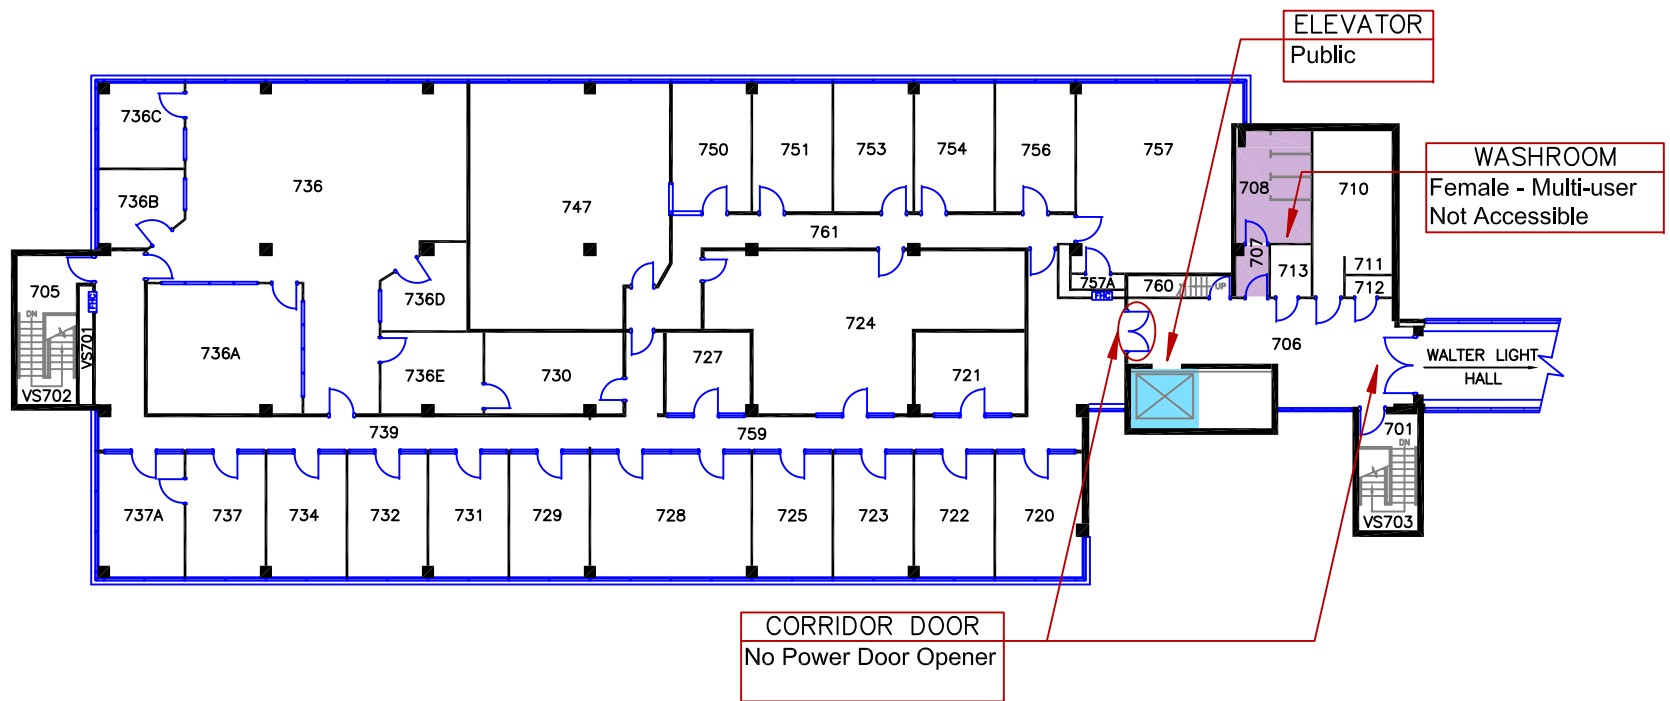 ELEVATOR
Public
WASHROOM
Female - Multi-user
Not Accessible
736C
736B
736
747
750
751
753
754
756
757
708
710
707
713
711
712
761
757A
FHC
760
UP
705
DN
FHC
VS701
VS702
736A
736D
736E
730
727
724
721
706
WALTER LIGHT
HALL
701
DN
VS703
739
759
737A
737
734
732
731
729
728
725
723
722
720
CORRIDOR DOOR
No Power Door Opener